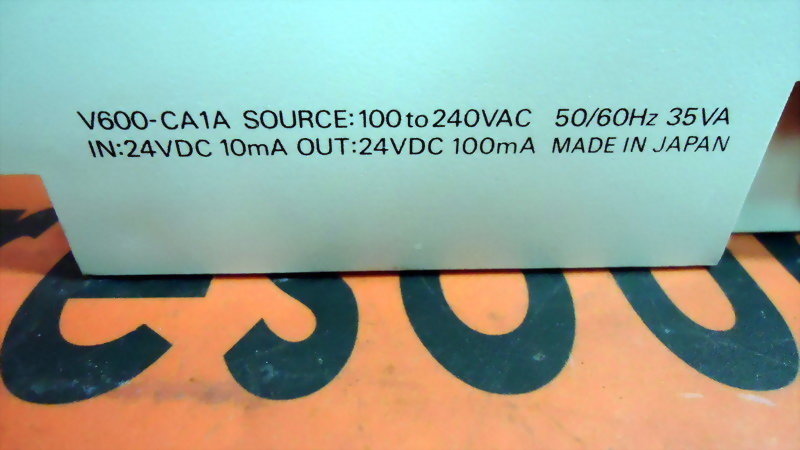 V600-CA1A SOURCE:100 to 240VAC 50/60Hz 35VA
IN:24VDC 10mA OUT:24VDC 100mA MADE IN JAPAN